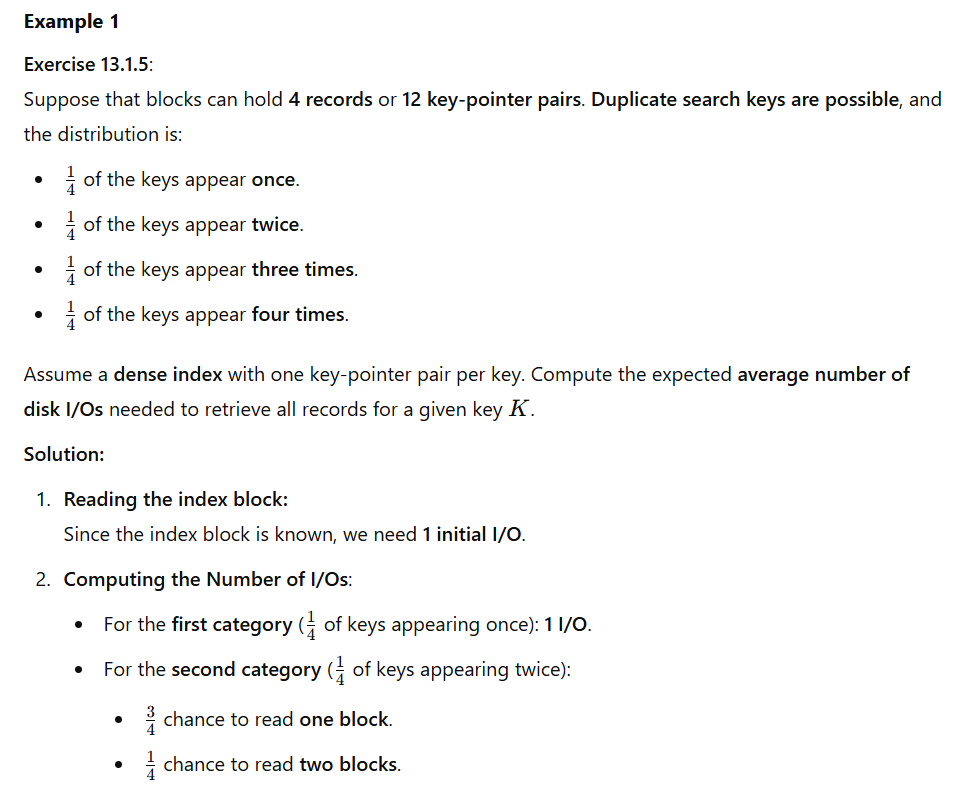 Example 1
Exercise 13.1.5:
Suppose that blocks can hold 4 records or 12 key-pointer pairs. Duplicate search keys are possible, and
the distribution is:
• 1/4 of the keys appear once.
• 1/4 of the keys appear twice.
• 1/4 of the keys appear three times.
• 1/4 of the keys appear four times.
Assume a dense index with one key-pointer pair per key. Compute the expected average number of
disk I/Os needed to retrieve all records for a given key K.
Solution:
1. Reading the index block:
Since the index block is known, we need 1 initial I/O.
2. Computing the Number of I/Os:
• For the first category (1/4 of keys appearing once): 1 I/O.
• For the second category (1/4 of keys appearing twice):
• 3/4 chance to read one block.
• 1/4 chance to read two blocks.